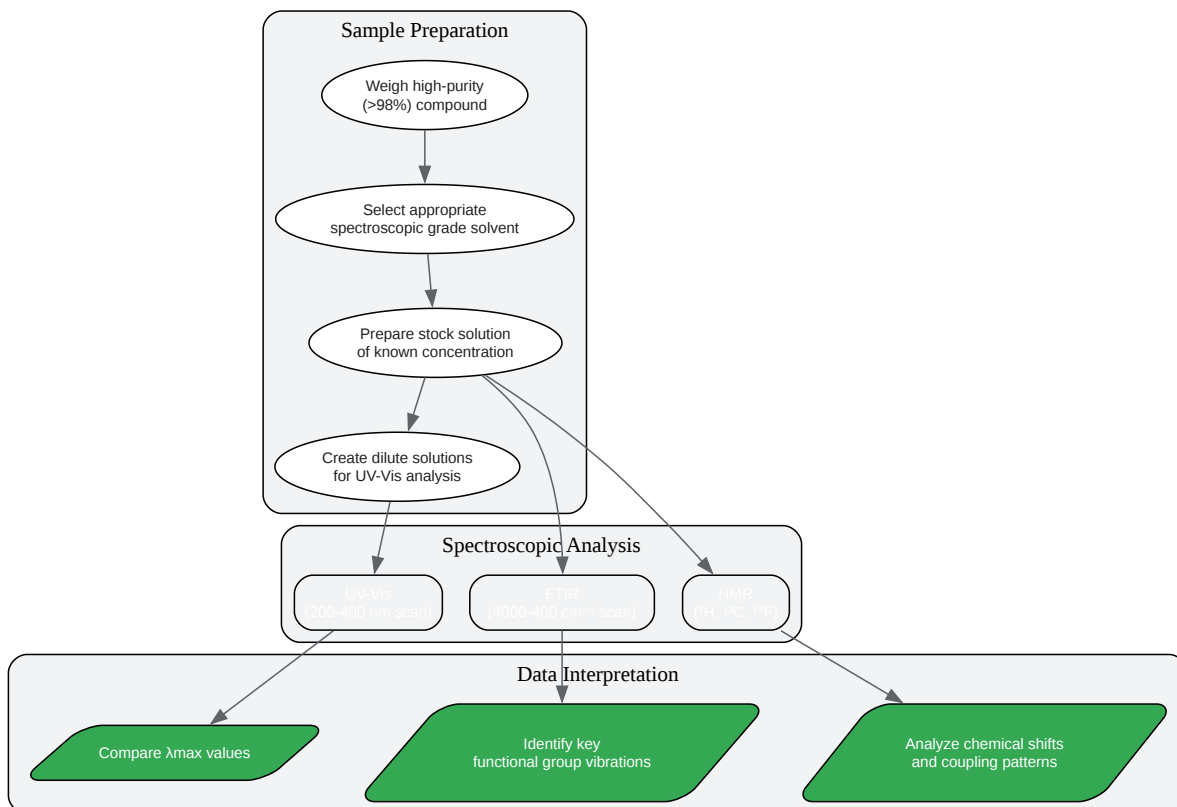 Sample Preparation
Weigh high-purity
(>98%) compound
Select appropriate
spectroscopic grade solvent
Prepare stock solution
of known concentration
Create dilute solutions
for UV-Vis analysis
Spectroscopic Analysis
UV-Vis
(200-400 nm scan)
FTIR
(4000-400 cm⁻¹ scan)
NMR
(¹H, ¹³C, ¹⁹F)
Data Interpretation
Compare λmax values
Identify key
functional group vibrations
Analyze chemical shifts
and coupling patterns